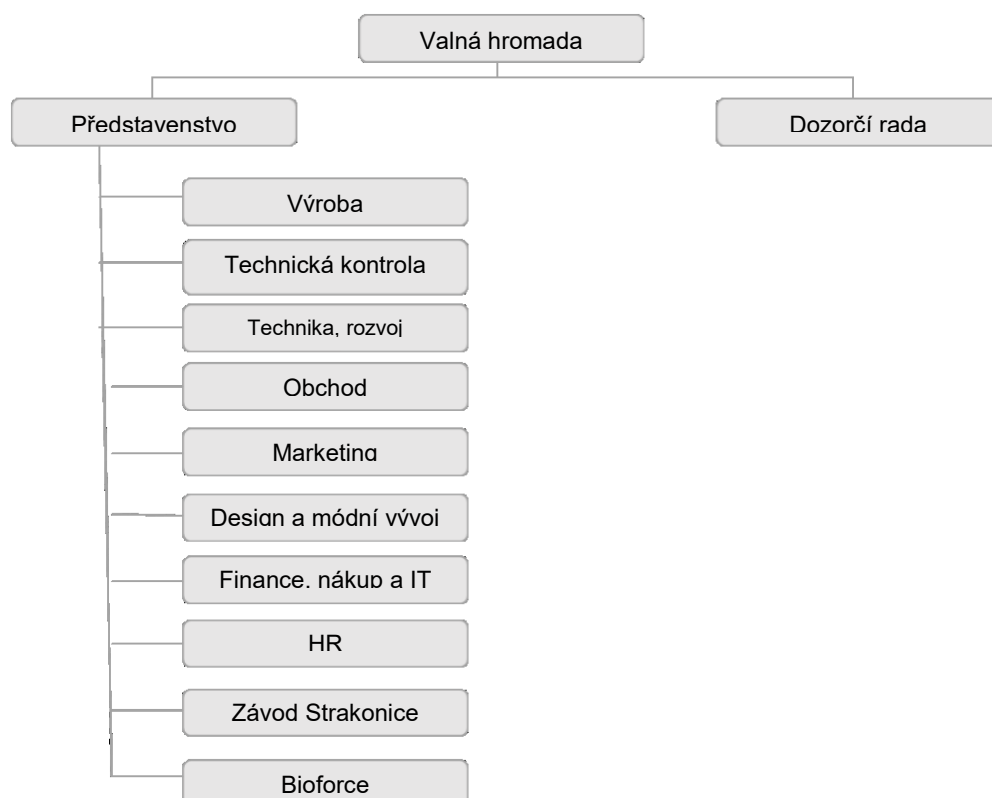 Valná hromada
Představenstvo
Dozorčí rada
Výroba
Technická kontrola
Technika, rozvoj
Obchod
Marketing
Design a módní vývoj
Finance, nákup a IT
HR
Závod Strakonice
Bioforce